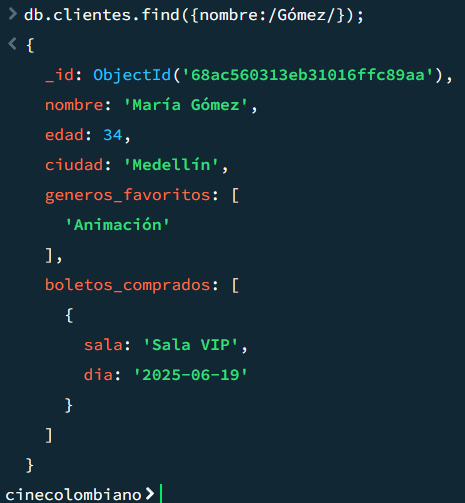 > db.clientes.find({nombre:/Gómez/});
< {
_id: ObjectId('68ac560313eb31016ffc89aa'),
nombre: 'María Gómez',
edad: 34,
ciudad: 'Medellín',
generos_favoritos: [
'Animación'
],
boletos_comprados: [
{
sala: 'Sala VIP',
dia: '2025-06-19'
}
]
}
cinecolombiano>